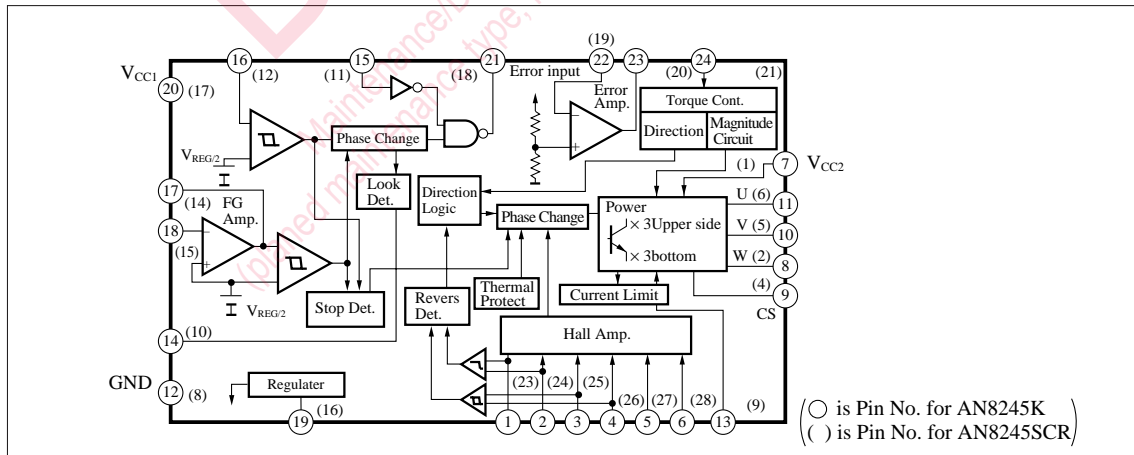 Maintenance/D
(planed maintenance type,
(19)
16
15
21
22
23
24
VCC1
(12)
(11)
(18)
Error input
(20)
(21)
20
(17)
Error
Amp.
Torque Cont.
Direction
Magnitude
Circuit
Phase Change
VREG/2
(1)
7
VCC2
17
Look
Det.
Direction
Logic
(14)
FG
Amp.
Phase Change
Power
× 3Upper side
× 3bottom
U (6)
11
18
V (5)
10
(15)
W (2)
8
Thermal
Protect
(4)
VREG/2
Stop Det.
Revers
Det.
Current Limit
9
CS
14
(10)
Hall Amp.
GND
12
(8)
Regulater
(23)
(24)
(25)
(26)
(27)
(28)
(9)
(16)
19
1
2
3
4
5
6
13
○ is Pin No. for AN8245K
( ) is Pin No. for AN8245SCR